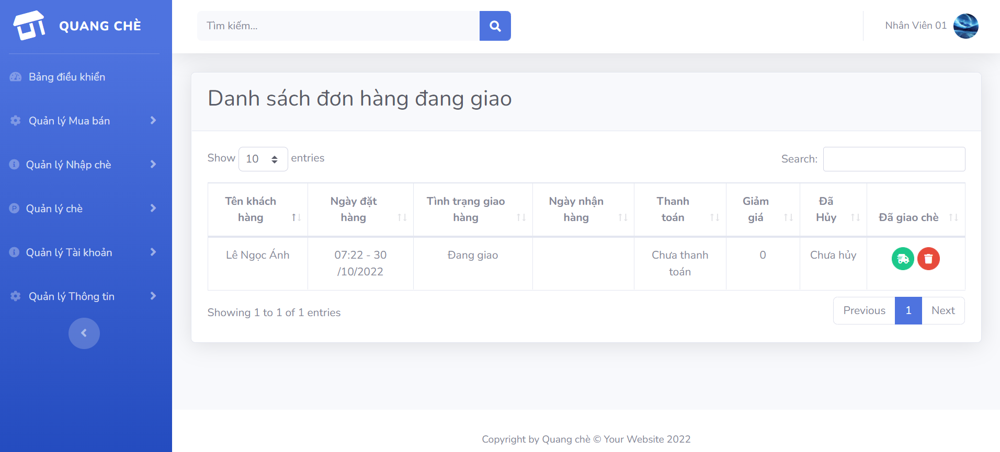 QUANG CHÈ
Tìm kiếm...
Nhân Viên 01
Bảng điều khiển
Quản lý Mua bán
Quản lý Nhập chè
Quản lý chè
Quản lý Tài khoản
Quản lý Thông tin
Danh sách đơn hàng đang giao
Show 10 entries
Search:
Tên khách
hàng
Ngày đặt
hàng
Tình trạng giao
hàng
Ngày nhận
hàng
Thanh
toán
Giảm
giá
Đã
Hủy
Đã giao chè
Lê Ngọc Ánh
07:22 - 30
/10/2022
Đang giao
Chưa thanh
toán
0
Chưa hủy
Showing 1 to 1 of 1 entries
Previous 1 Next
Copyright by Quang chè © Your Website 2022